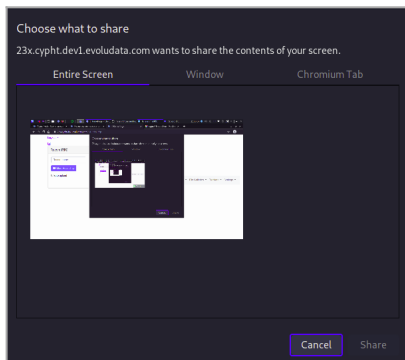 Choose what to share
23x.cypht.dev1.evoludata.com wants to share the contents of your screen.
Entire Screen
Window
Chromium Tab
Cancel
Share